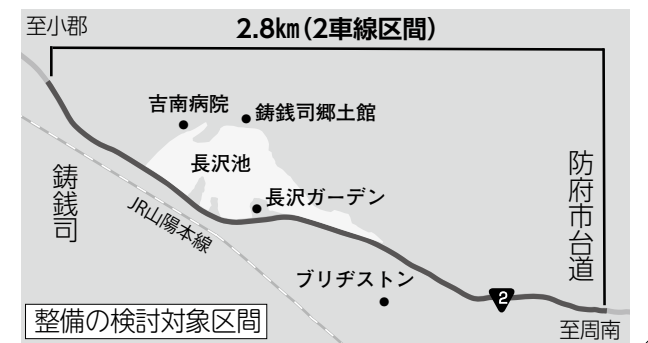 至小郡
2.8㎞(2車線区間)
吉南病院
鋳銭司郷土館
長沢池
長沢ガーデン
鋳銭司
JR山陽本線
防府市台道
ブリヂストン
2
整備の検討対象区間
至周南